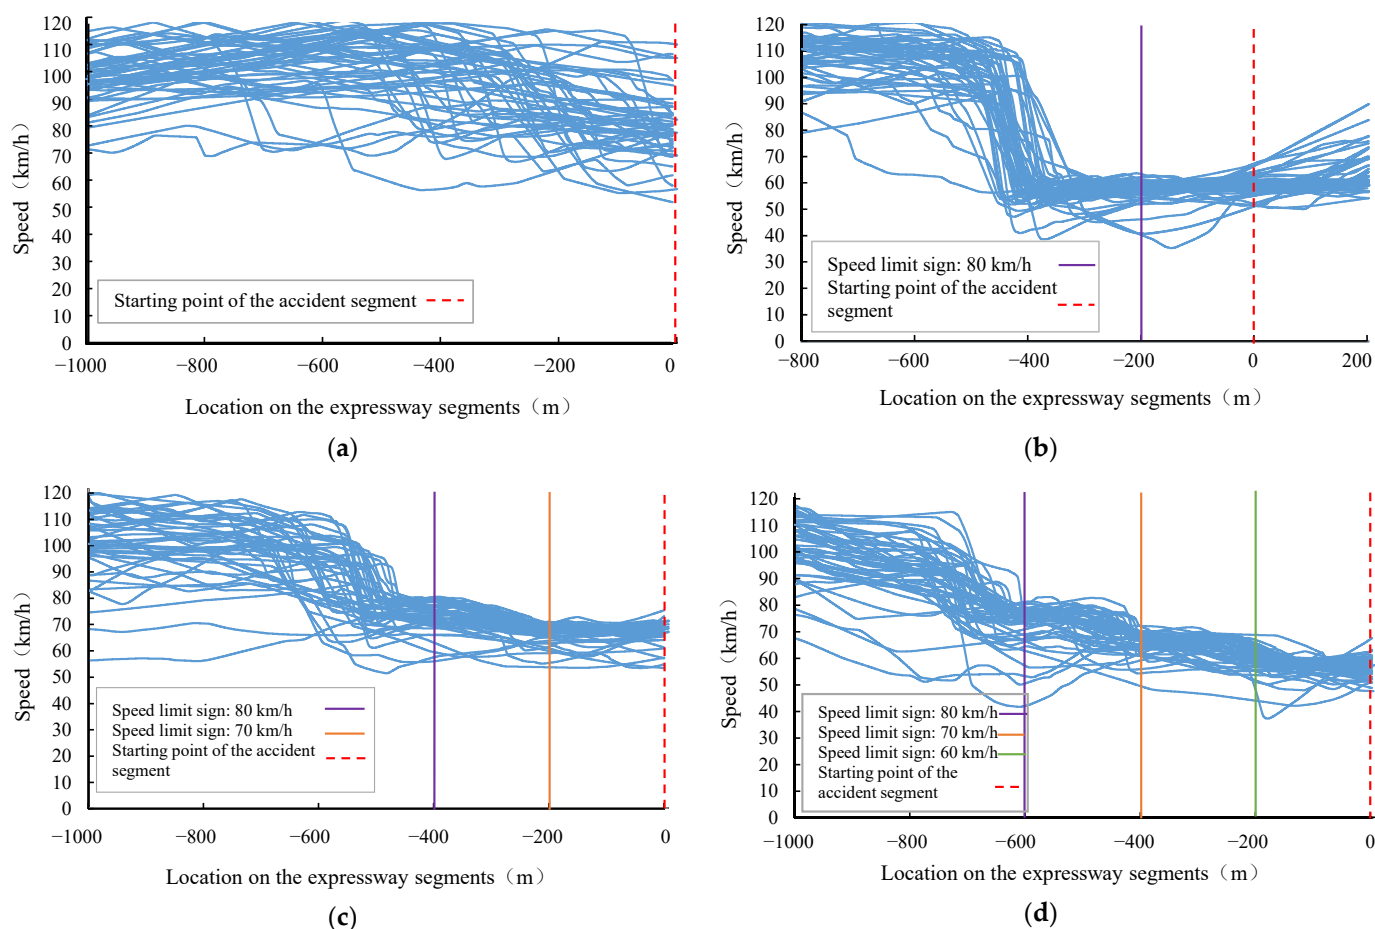 120
110
100
90
80
70
60
50
40
30
20
10
0
Speed（km/h）
Starting point of the accident segment
−1000 −800 −600 −400 −200 0
Location on the expressway segments（m）
(a)
120
110
100
90
80
70
60
50
40
30
20
10
0
Speed（km/h）
Speed limit sign: 80 km/h
Starting point of the accident
segment
−800 −600 −400 −200 0 200
Location on the expressway segments（m）
(b)
120
110
100
90
80
70
60
50
40
30
20
10
0
Speed（km/h）
Speed limit sign: 80 km/h
Speed limit sign: 70 km/h
Starting point of the accident
segment
−1000 −800 −600 −400 −200 0
Location on the expressway segments（m）
(c)
120
110
100
90
80
70
60
50
40
30
20
10
0
Speed（km/h）
Speed limit sign: 80 km/h
Speed limit sign: 70 km/h
Speed limit sign: 60 km/h
Starting point of the
accident segment
−1000 −800 −600 −400 −200 0
Location on the expressway segments（m）
(d)